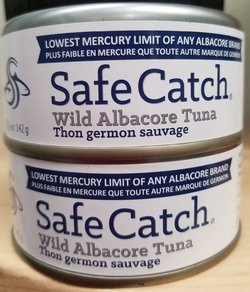 LOWEST MERCURY LIMIT OF ANY ALBACORE BRAND
PLUS FAIBLE EN MERCURE QUE TOUTE AUTRE MARQUE DE GERMON
Safe Catch®
Wild Albacore Tuna
142 g
Thon germon sauvage
LOWEST MERCURY LIMIT OF ANY ALBACORE BRAND
PLUS FAIBLE EN MERCURE QUE TOUTE AUTRE MARQUE DE GERMON
Safe Catch®
Wild Albacore Tuna
Thon germon sauvage